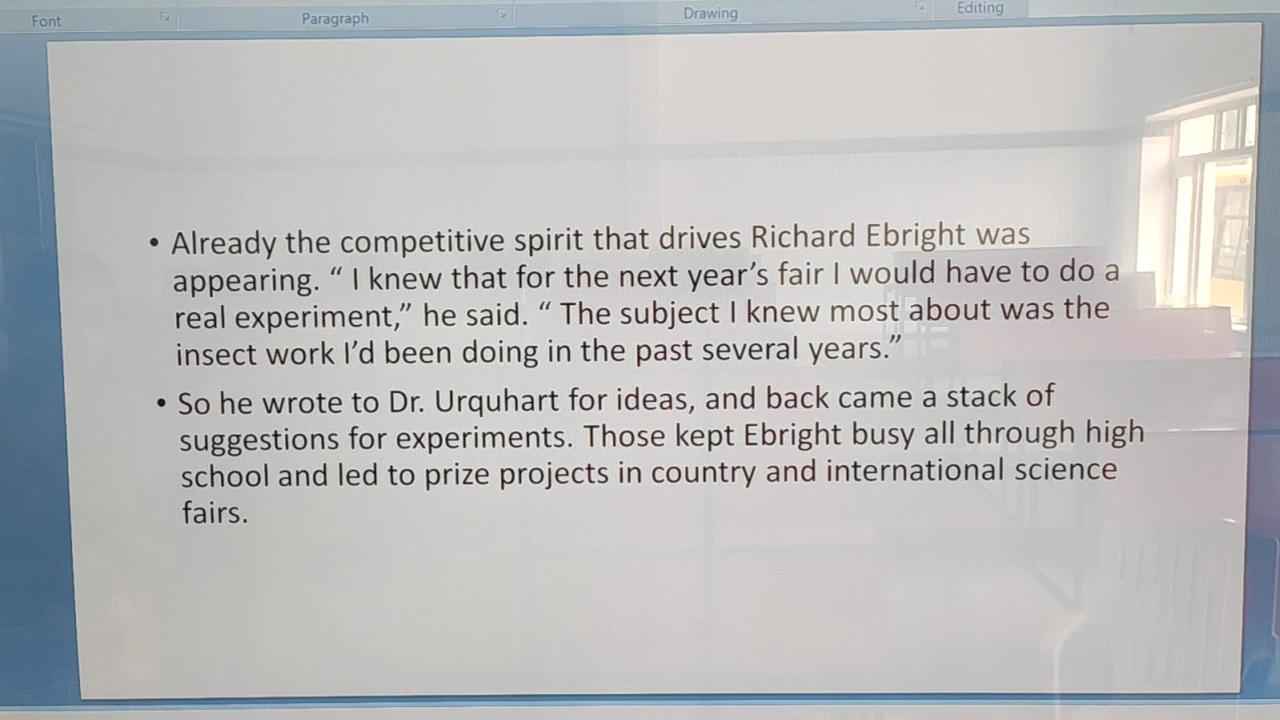 Font Paragraph Drawing Editing
• Already the competitive spirit that drives Richard Ebright was
appearing. “ I knew that for the next year’s fair I would have to do a
real experiment,” he said. “ The subject I knew most about was the
insect work I’d been doing in the past several years.”
• So he wrote to Dr. Urquhart for ideas, and back came a stack of
suggestions for experiments. Those kept Ebright busy all through high
school and led to prize projects in country and international science
fairs.